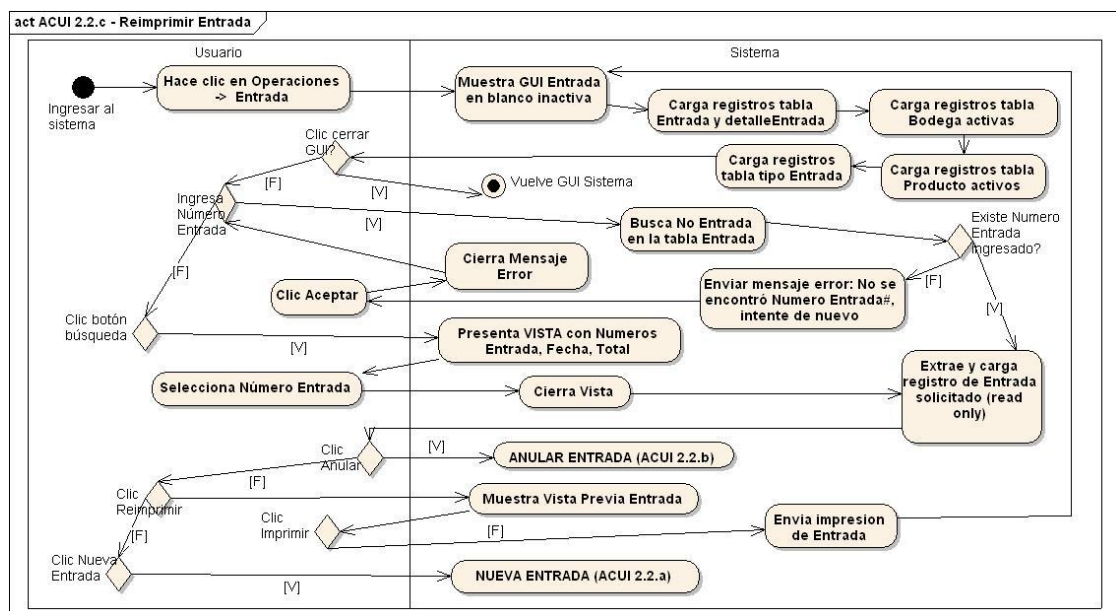 act ACUI 2.2.c - Reimprimir Entrada
Usuario
Sistema
Ingresar al
sistema
Hace clic en Operaciones
-> Entrada
Muestra GUI Entrada
en blanco inactiva
Carga registros tabla
Entrada y detalleEntrada
Carga registros tabla
Bodega activas
Clic cerrar
GUI?
Carga registros
tabla tipo Entrada
Carga registros tabla
Producto activos
[F]
[V]
Vuelve GUI Sistema
Ingresa
Número
Entrada
[V]
Busca No Entrada
en la tabla Entrada
Existe Numero
Entrada
ingresado?
[F]
Cierra Mensaje
Error
[F]
Clic Aceptar
Enviar mensaje error: No se
encontró Numero Entrada#,
intente de nuevo
[V]
Clic botón
búsqueda
[V]
Presenta VISTA con Numeros
Entrada, Fecha, Total
Selecciona Número Entrada
Cierra Vista
Extrae y carga
registro de Entrada
solicitado (read
only)
Clic
Anular
[V]
ANULAR ENTRADA (ACUI 2.2.b)
[F]
Clic
Reimprimir
Muestra Vista Previa Entrada
Clic
Imprimir
[F]
Envia impresion
de Entrada
[F]
Clic Nueva
Entrada
[V]
NUEVA ENTRADA (ACUI 2.2.a)